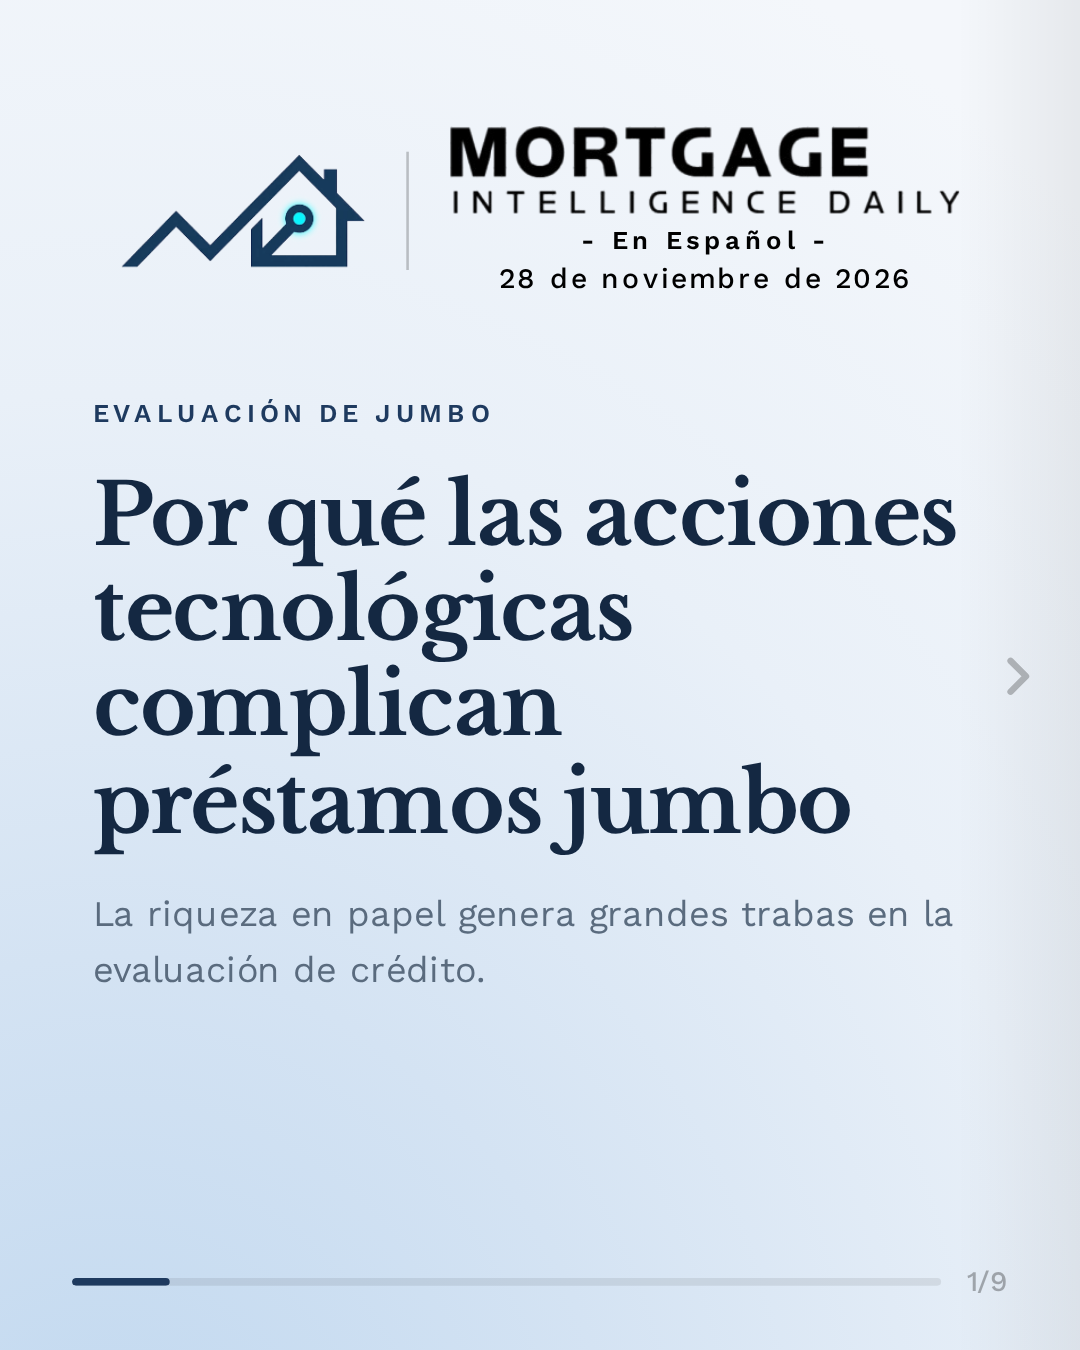 MORTGAGE
INTELLIGENCE DAILY
- En Español -
28 de noviembre de 2026
EVALUACIÓN DE JUMBO
Por qué las acciones
tecnológicas
complican
préstamos jumbo
La riqueza en papel genera grandes trabas en la
evaluación de crédito.
1/9